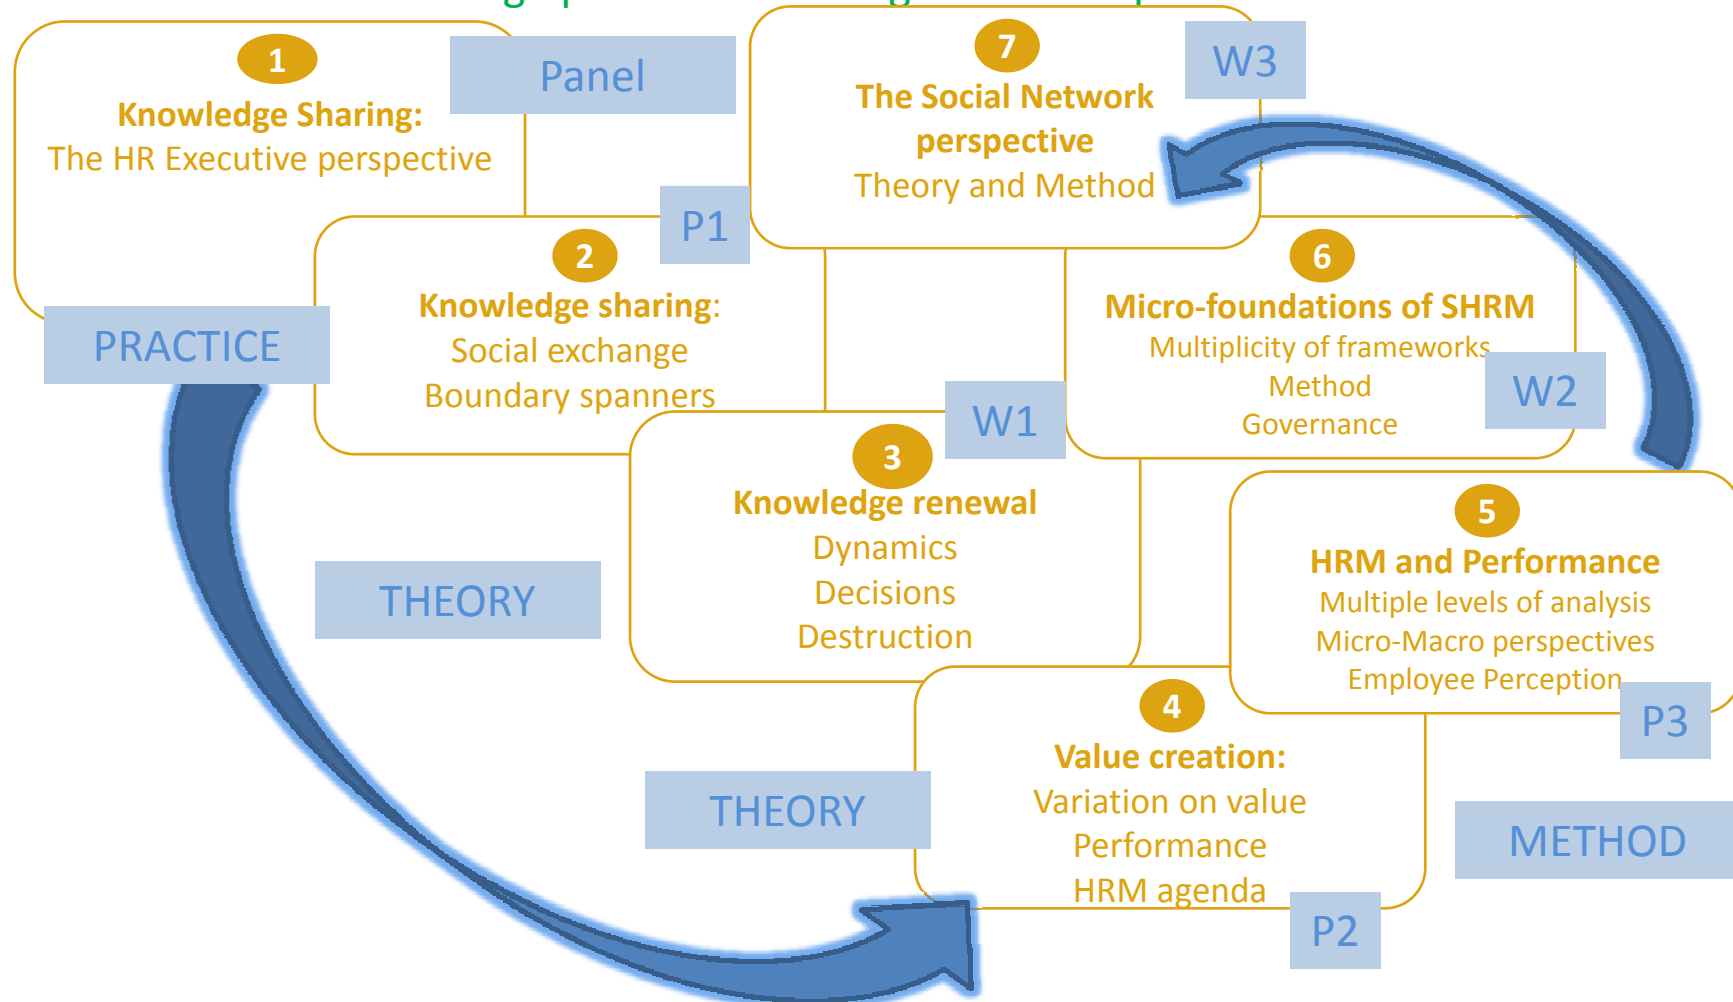 1
Knowledge Sharing:
The HR Executive perspective
Panel
PRACTICE
2
Knowledge sharing:
Social exchange
Boundary spanners
P1
THEORY
3
Knowledge renewal
Dynamics
Decisions
Destruction
W1
THEORY
4
Value creation:
Variation on value
Performance
HRM agenda
P2
METHOD
5
HRM and Performance
Multiple levels of analysis
Micro-Macro perspectives
Employee Perception
P3
6
Micro-foundations of SHRM
Multiplicity of frameworks
Method
Governance
W2
7
The Social Network
perspective
Theory and Method
W3